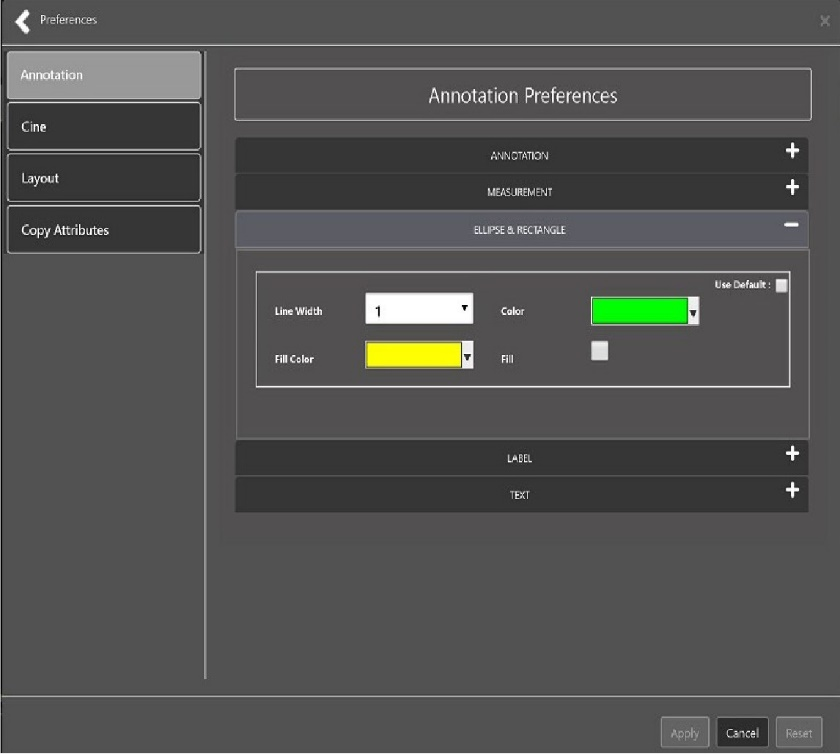 Preferences
Annotation
Cine
Layout
Copy Attributes
Annotation Preferences
ANNOTATION
MEASUREMENT
ELLIPSE & RECTANGLE
Use Default :
Line Width 1 Color
Fill Color Fill
LABEL
TEXT
Apply Cancel Reset